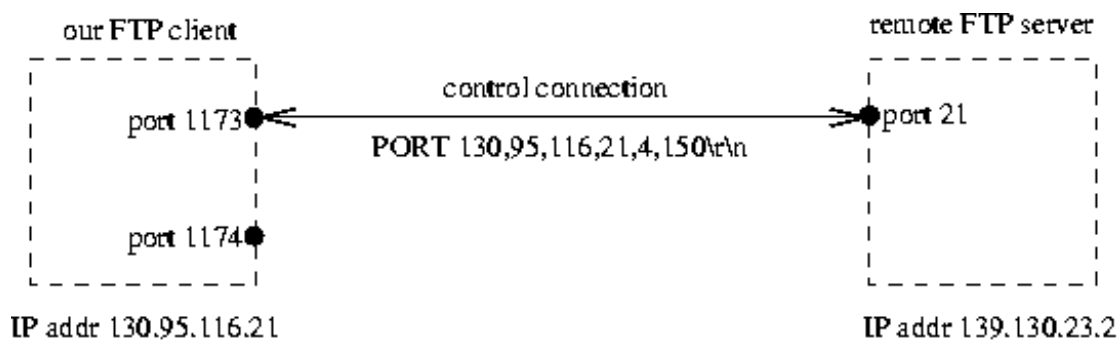 our FTP client
remote FTP server
control connection
port 1173
port 21
PORT 130,95,116,21,4,150\r\n
port 1174
IP addr 130.95.116.21
IP addr 139.130.23.2